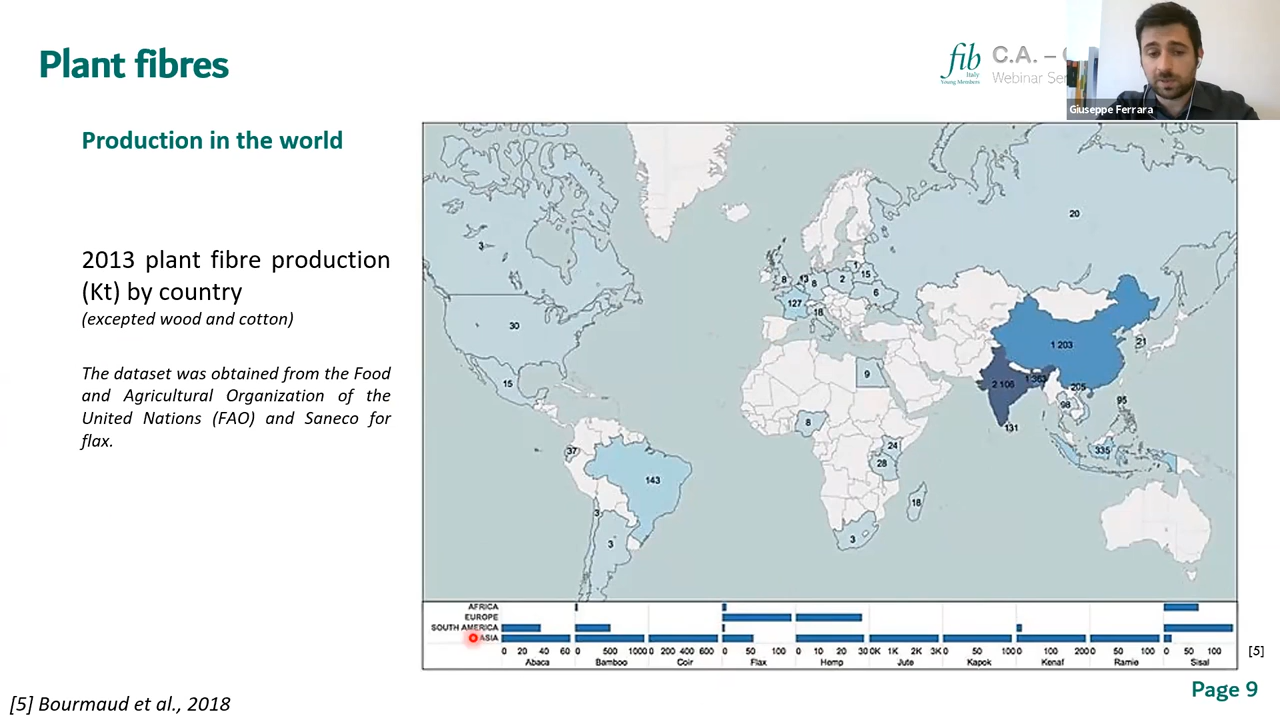 Plant fibres
fib
Italy
Young Members
C.A. –
Webinar
Giuseppe Ferrara
Production in the world
2013 plant fibre production
(Kt) by country
(excepted wood and cotton)
The dataset was obtained from the Food
and Agricultural Organization of the
United Nations (FAO) and Saneco for
flax.
20
3
8
13
8
2
1
15
6
127
18
30
1 203
21
15
9
2 106
205
98
95
131
8
37
24
335
28
143
18
3
3
3
AFRICA
EUROPE
SOUTH AMERICA
ASIA
0 20 40 60
0 500 1000
0 200 400 600
0 50 100
0 10 20 30
0K 1K 2K 3K
0 50 100
0 100 200
0 50 100
0 50 100
Abaca Bamboo Coir Flax Hemp Jute Kapok Kenaf Ramie Sisal
[5]
Page 9
[5] Bourmaud et al., 2018